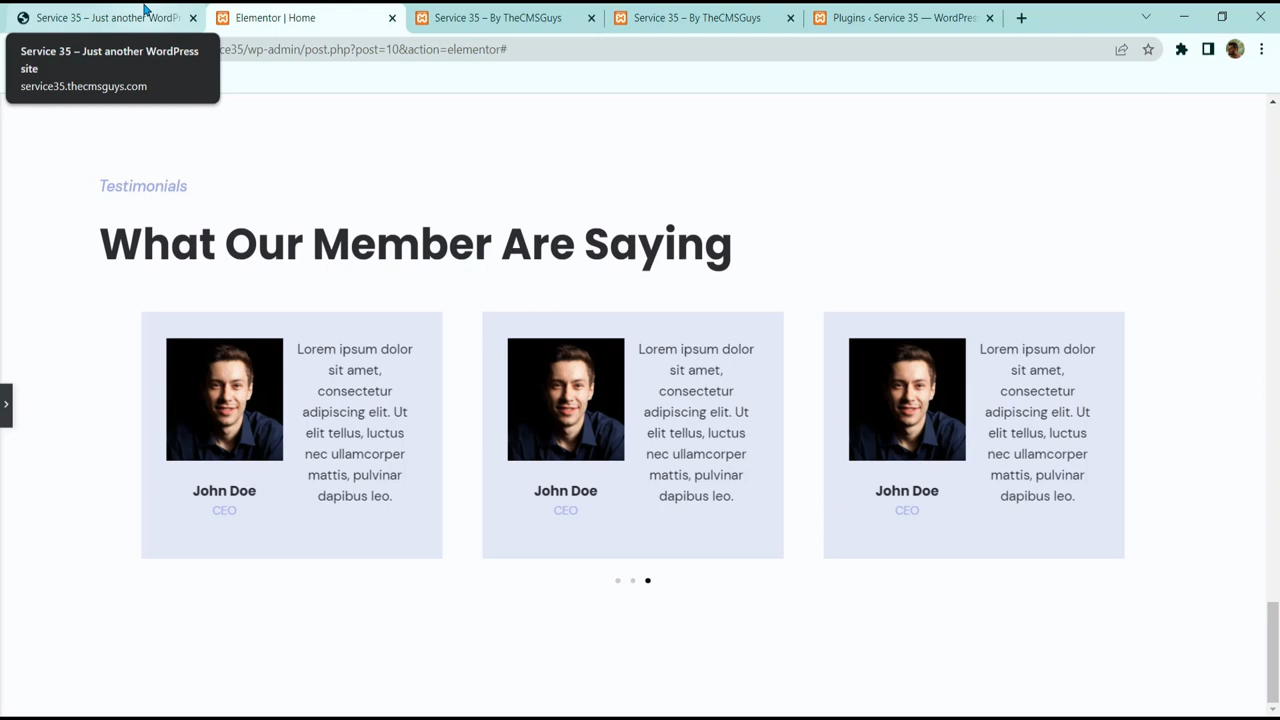 Service 35 – Just another WordPr
Elementor | Home
Service 35 – By TheCMSGuys
Service 35 – By TheCMSGuys
Plugins ‹ Service 35 — WordPres
Service 35 – Just another WordPress
site
service35.thecmsguys.com
ce35/wp-admin/post.php?post=10&action=elementor#
Testimonials
What Our Member Are Saying
Lorem ipsum dolor
sit amet,
consectetur
adipiscing elit. Ut
elit tellus, luctus
nec ullamcorper
mattis, pulvinar
dapibus leo.
John Doe
CEO
Lorem ipsum dolor
sit amet,
consectetur
adipiscing elit. Ut
elit tellus, luctus
nec ullamcorper
mattis, pulvinar
dapibus leo.
John Doe
CEO
Lorem ipsum dolor
sit amet,
consectetur
adipiscing elit. Ut
elit tellus, luctus
nec ullamcorper
mattis, pulvinar
dapibus leo.
John Doe
CEO